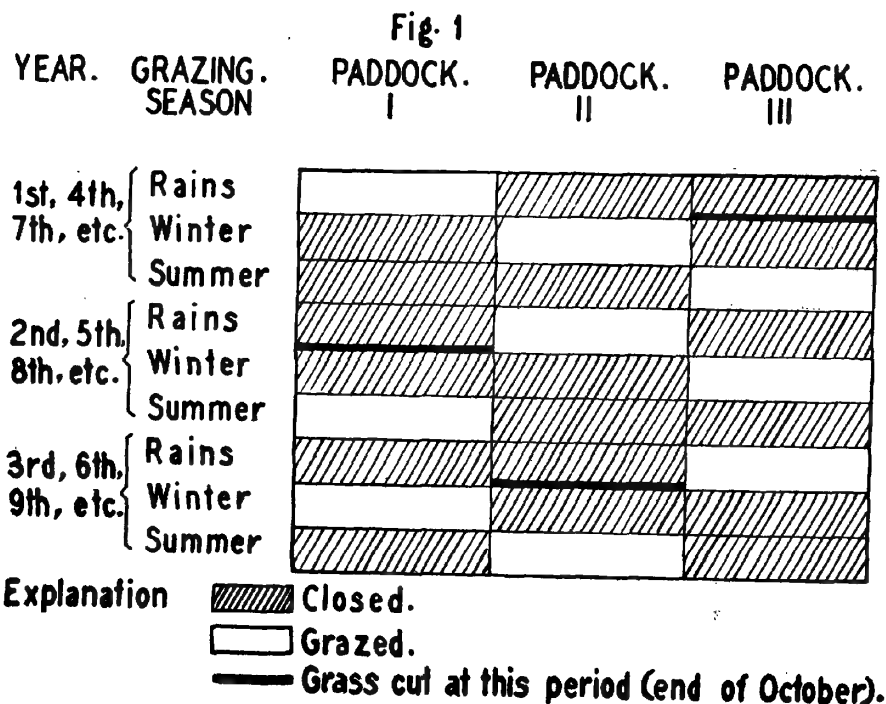 Fig. 1
YEAR. GRAZING. SEASON PADDOCK. I PADDOCK. II PADDOCK. III
1st, 4th, 7th, etc. Rains
Winter
Summer
2nd, 5th, 8th, etc. Rains
Winter
Summer
3rd, 6th, 9th, etc. Rains
Winter
Summer
Explanation Closed.
Grazed.
Grass cut at this period (end of October).